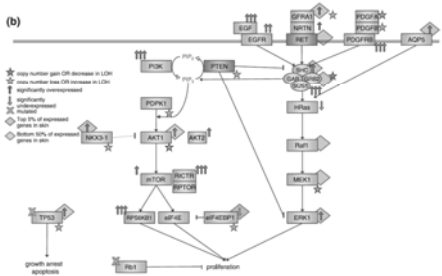 (b)
GFRA1
PDGFA
EGF
NRTN
PDGFB
EGFR
RET
PDGFRB
AQP5
PI3K
PIP2
PIP3
PTEN
SHC
GAB1/GRB2
SOS1
PDPK1
HRas
NKX3-1
AKT1
AKT2
Raf1
mTOR
RICTR
RPTOR
MEK1
TP53
RPS6KB1
eIF4E
eIF4EBP1
ERK1
growth arrest
apoptosis
Rb1
proliferation
copy number gain OR decrease in LOH
copy number loss OR increase in LOH
significantly overexpressed
significantly
underexpressed
mutated
Top 5% of expressed
genes in skin
Bottom 50% of expressed
genes in skin